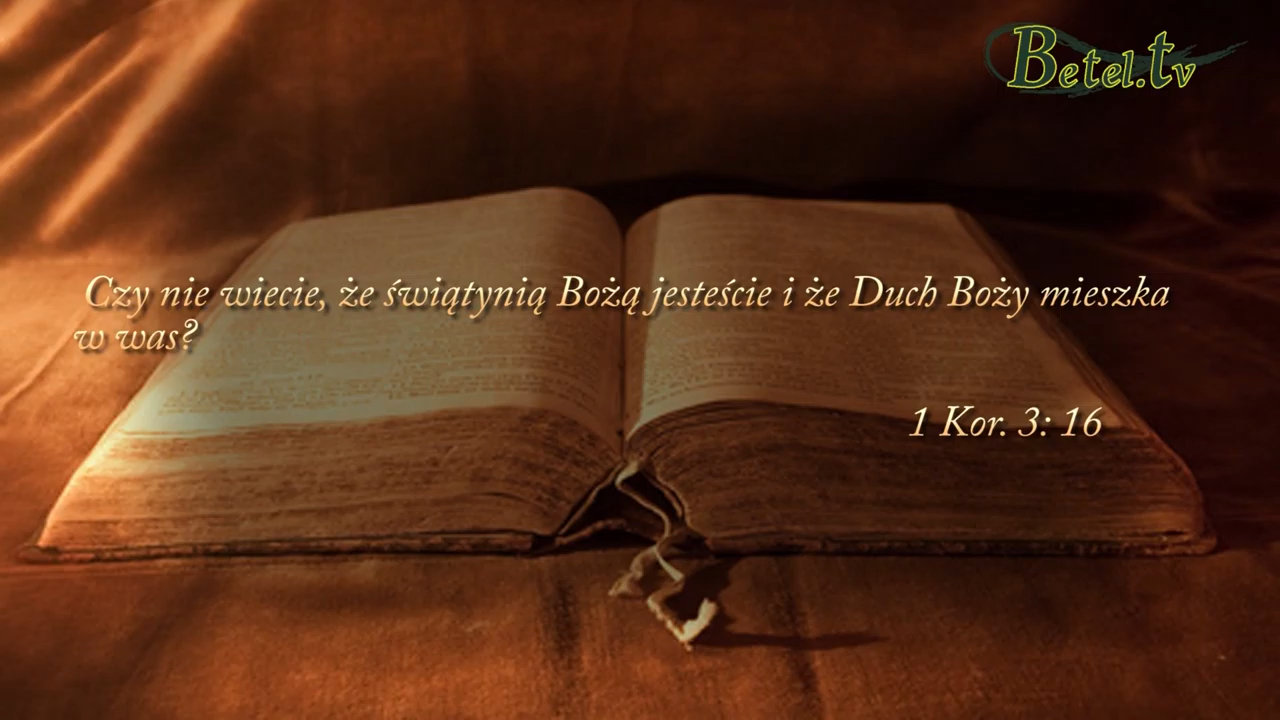 Betel.tv
Czy nie wiecie, że świątynią Bożą jesteście i że Duch Boży mieszka
w was?
1 Kor. 3: 16